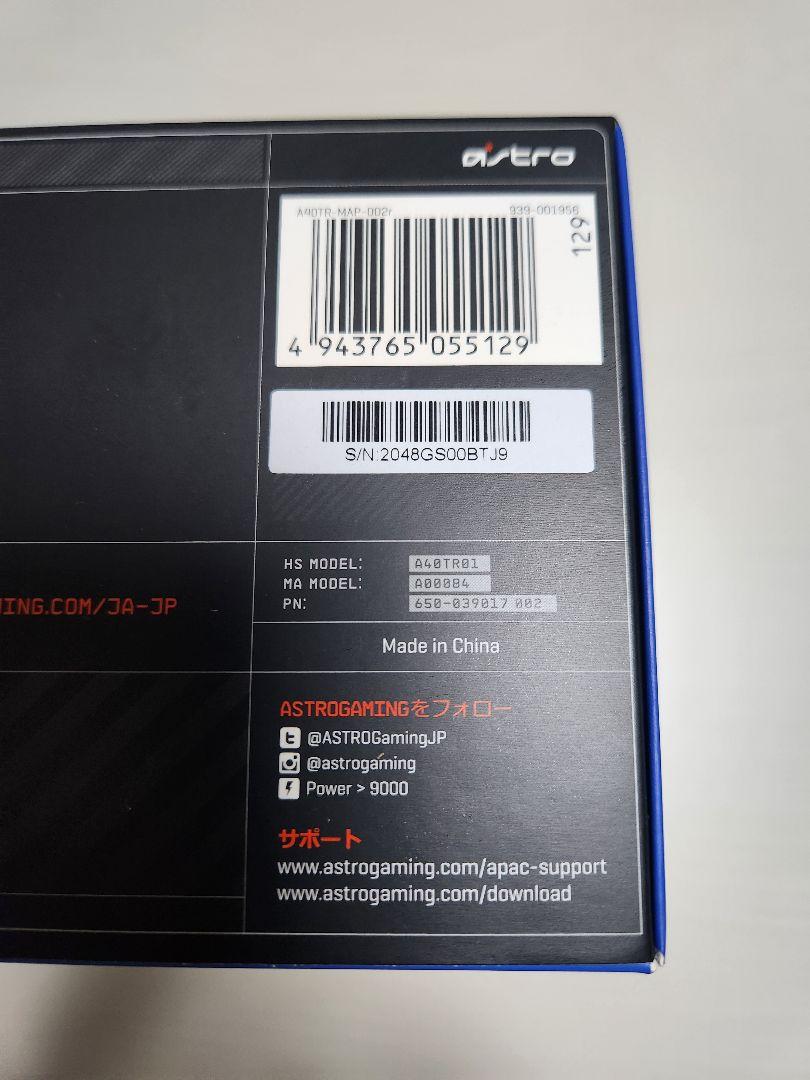 astro
A40TR-MAP-002r 939-001956
129
4 943765 055129
S/N:2048GS00BTJ9
HS MODEL: A40TR01
MA MODEL: A00084
PN: 650-039017 002
ING.COM/JA-JP
Made in China
ASTROGAMINGをフォロー
@ASTROGamingJP
@astrogaming
Power > 9000
サポート
www.astrogaming.com/apac-support
www.astrogaming.com/download